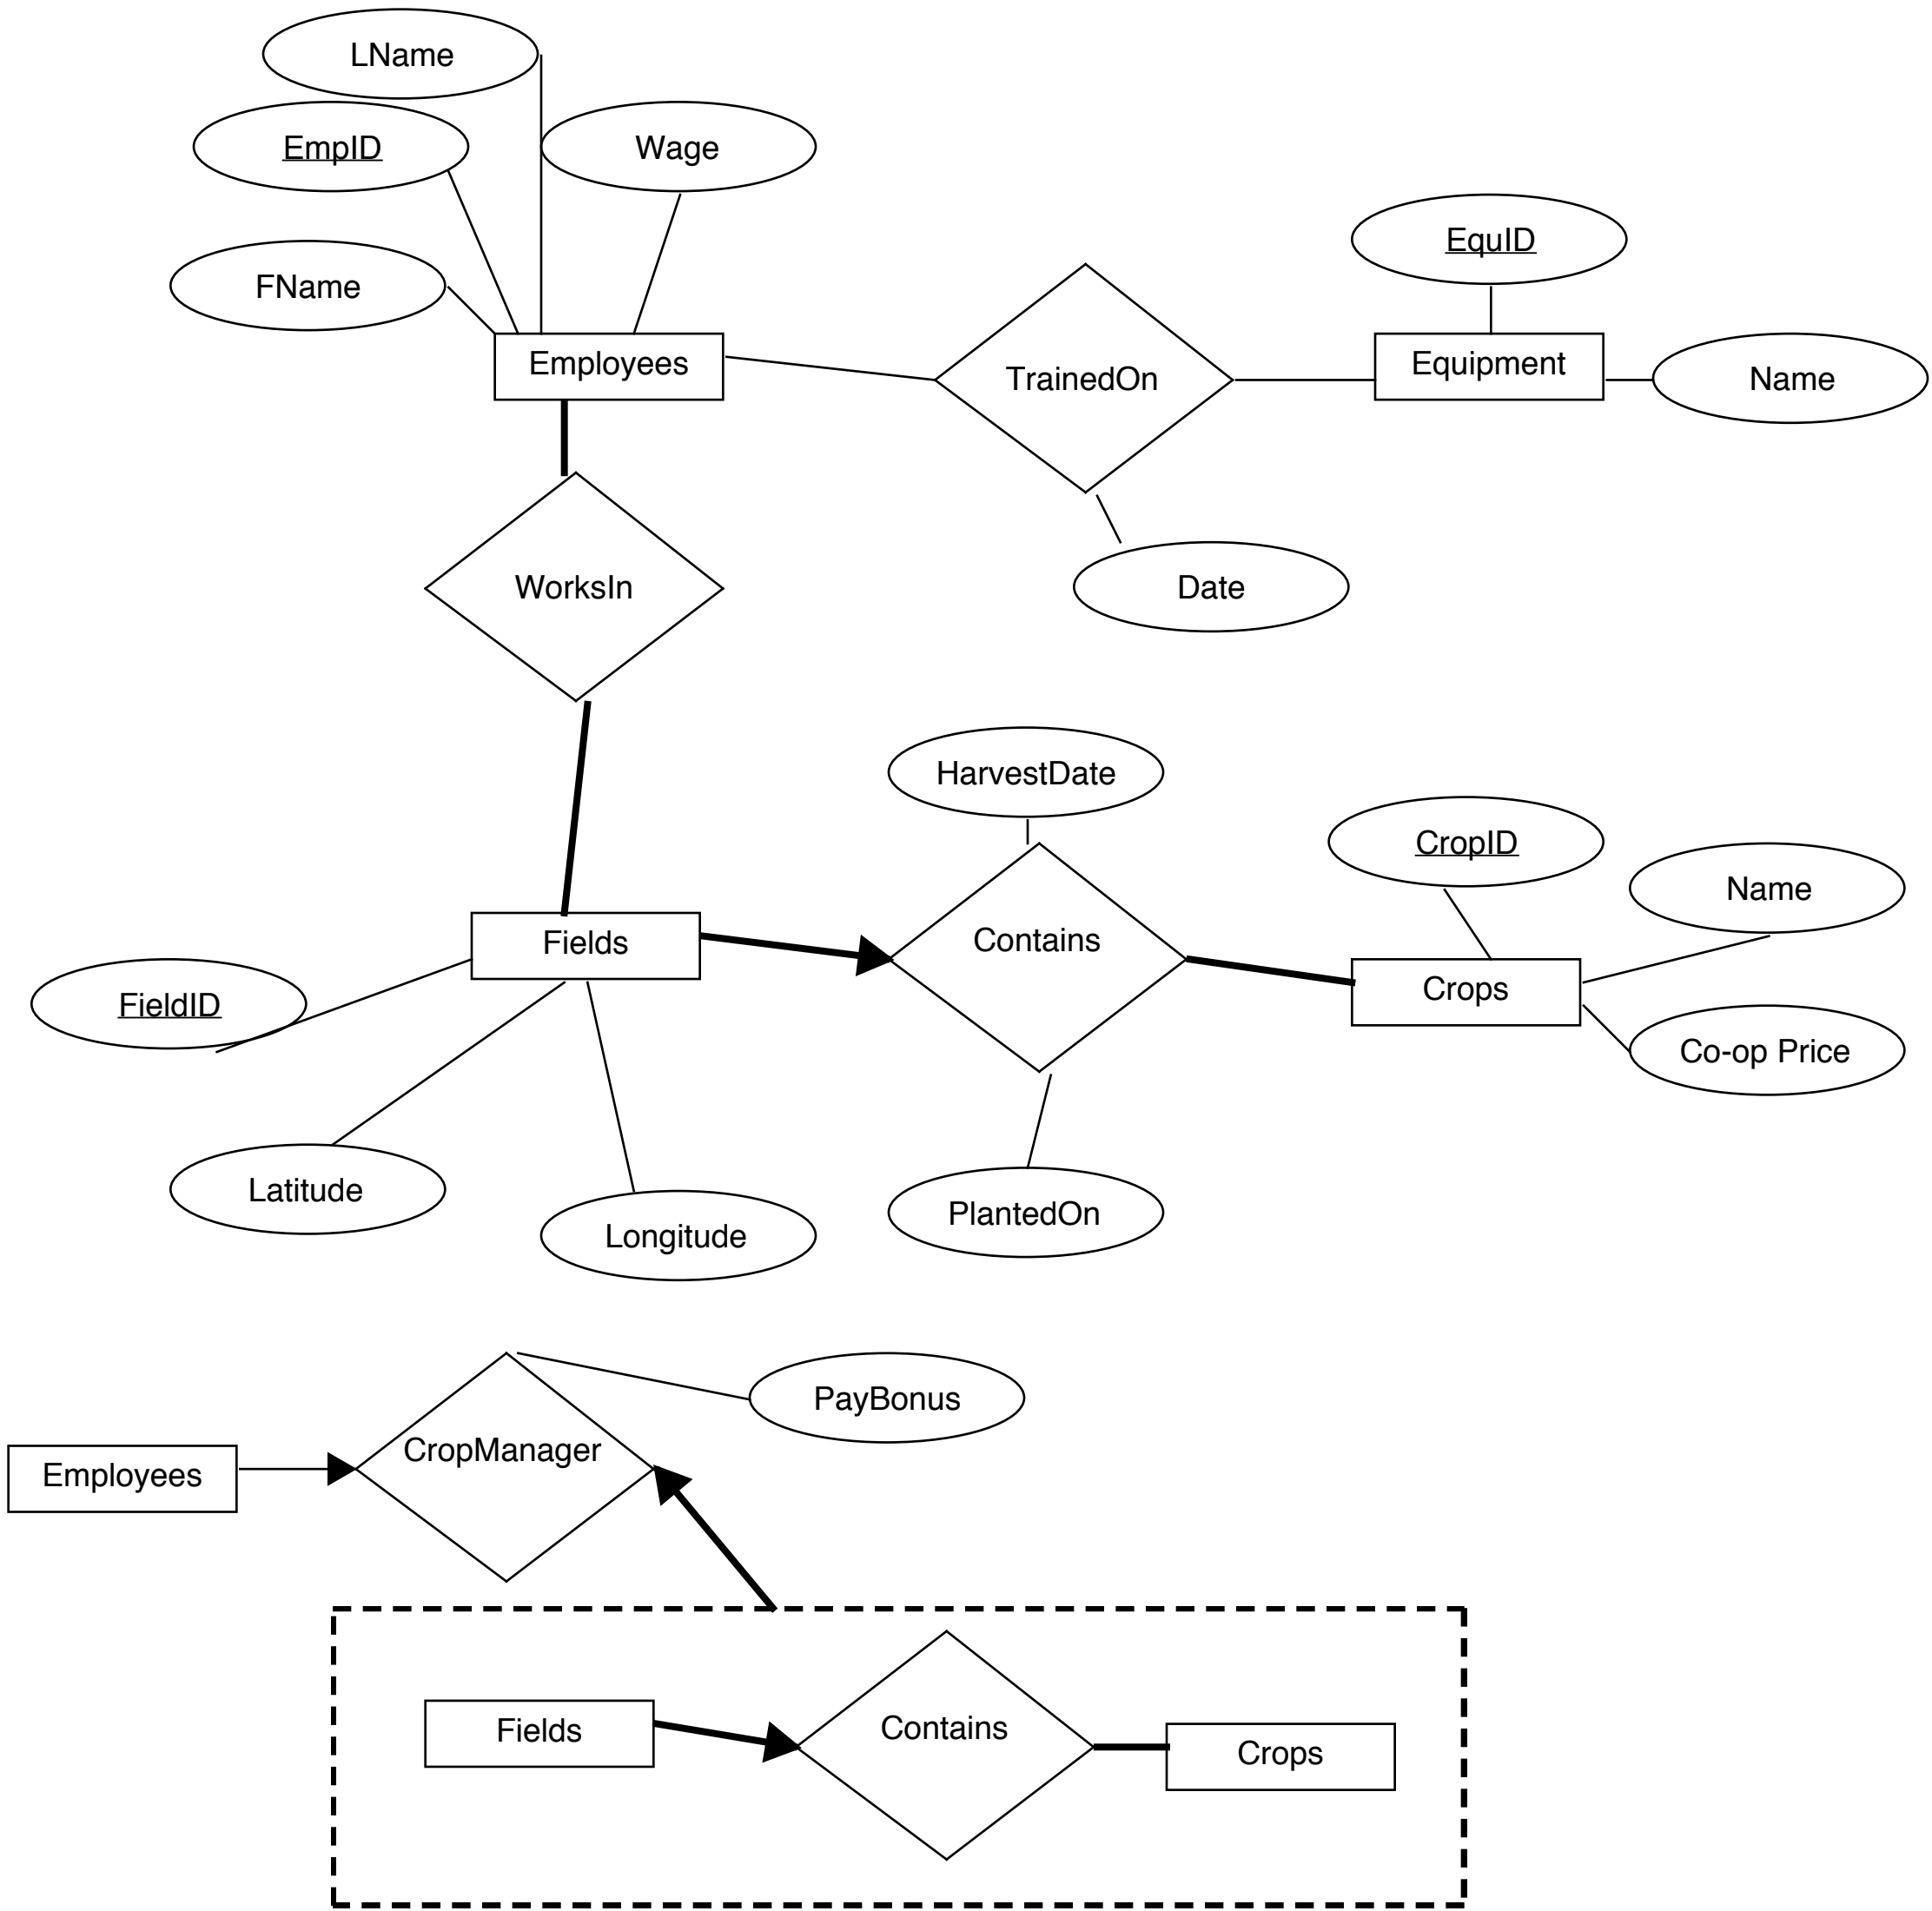 LName
EmpID
Wage
FName
EquID
Employees
TrainedOn
Equipment
Name
WorksIn
Date
HarvestDate
CropID
Name
Fields
Contains
Crops
FieldID
Co-op Price
Latitude
Longitude
PlantedOn
PayBonus
CropManager
Employees
Fields
Contains
Crops